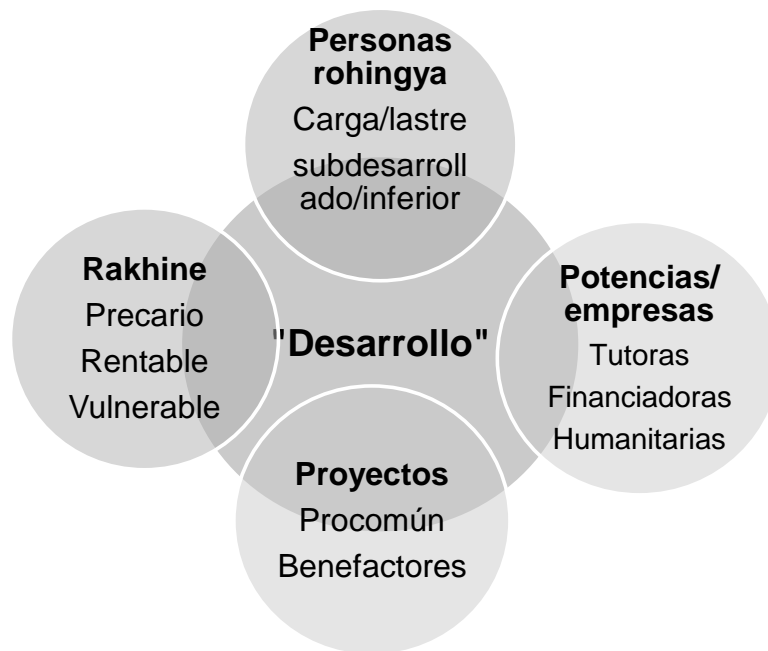 Personas
rohingya
Carga/lastre
subdesarroll
ado/inferior
Rakhine
Precario
Rentable
Vulnerable
"Desarrollo"
Potencias/
empresas
Tutoras
Financiadoras
Humanitarias
Proyectos
Procomún
Benefactores